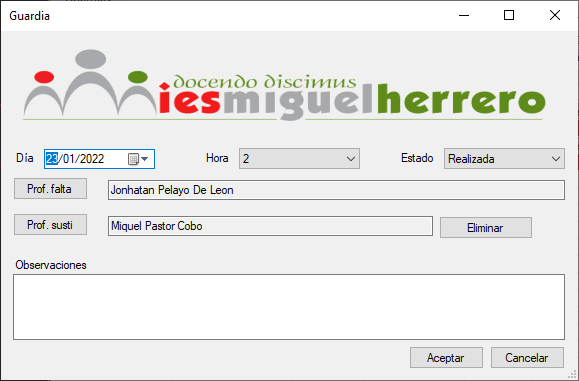 Guardia
docendo discimus
iesmiguelherrero
Día 23/01/2022 Hora 2 Estado Realizada
Prof. falta Jonhatan Pelayo De Leon
Prof. susti Miquel Pastor Cobo Eliminar
Observaciones
Aceptar Cancelar